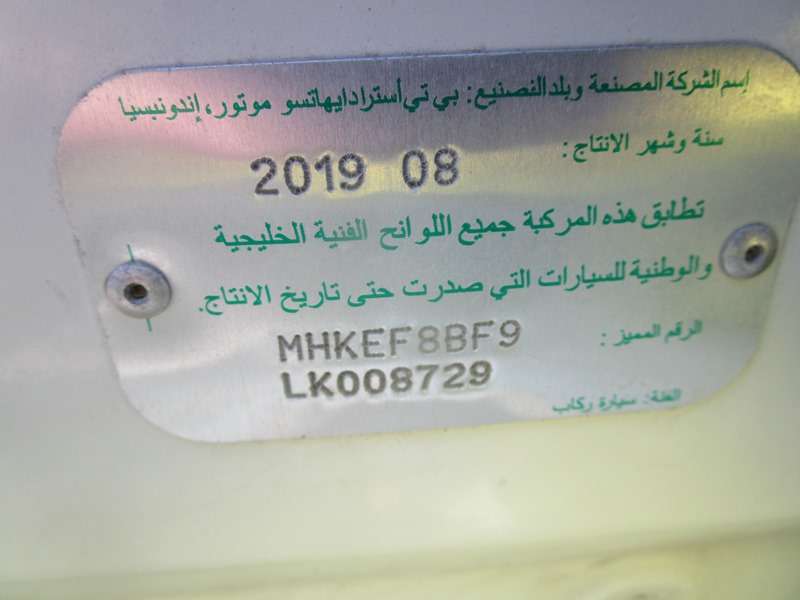 إسم الشركة المصنعة وبلد التصنيع: بي تي أسترا دايهاتسو موتور، إندونيسيا
سنة وشهر الانتاج:
2019 08
تطابق هذه المركبة جميع اللوائح الفنية الخليجية
والوطنية للسيارات التي صدرت حتى تاريخ الانتاج.
الرقم المميز :
MHKEF8BF9
LK008729
الفئة: سيارة ركاب